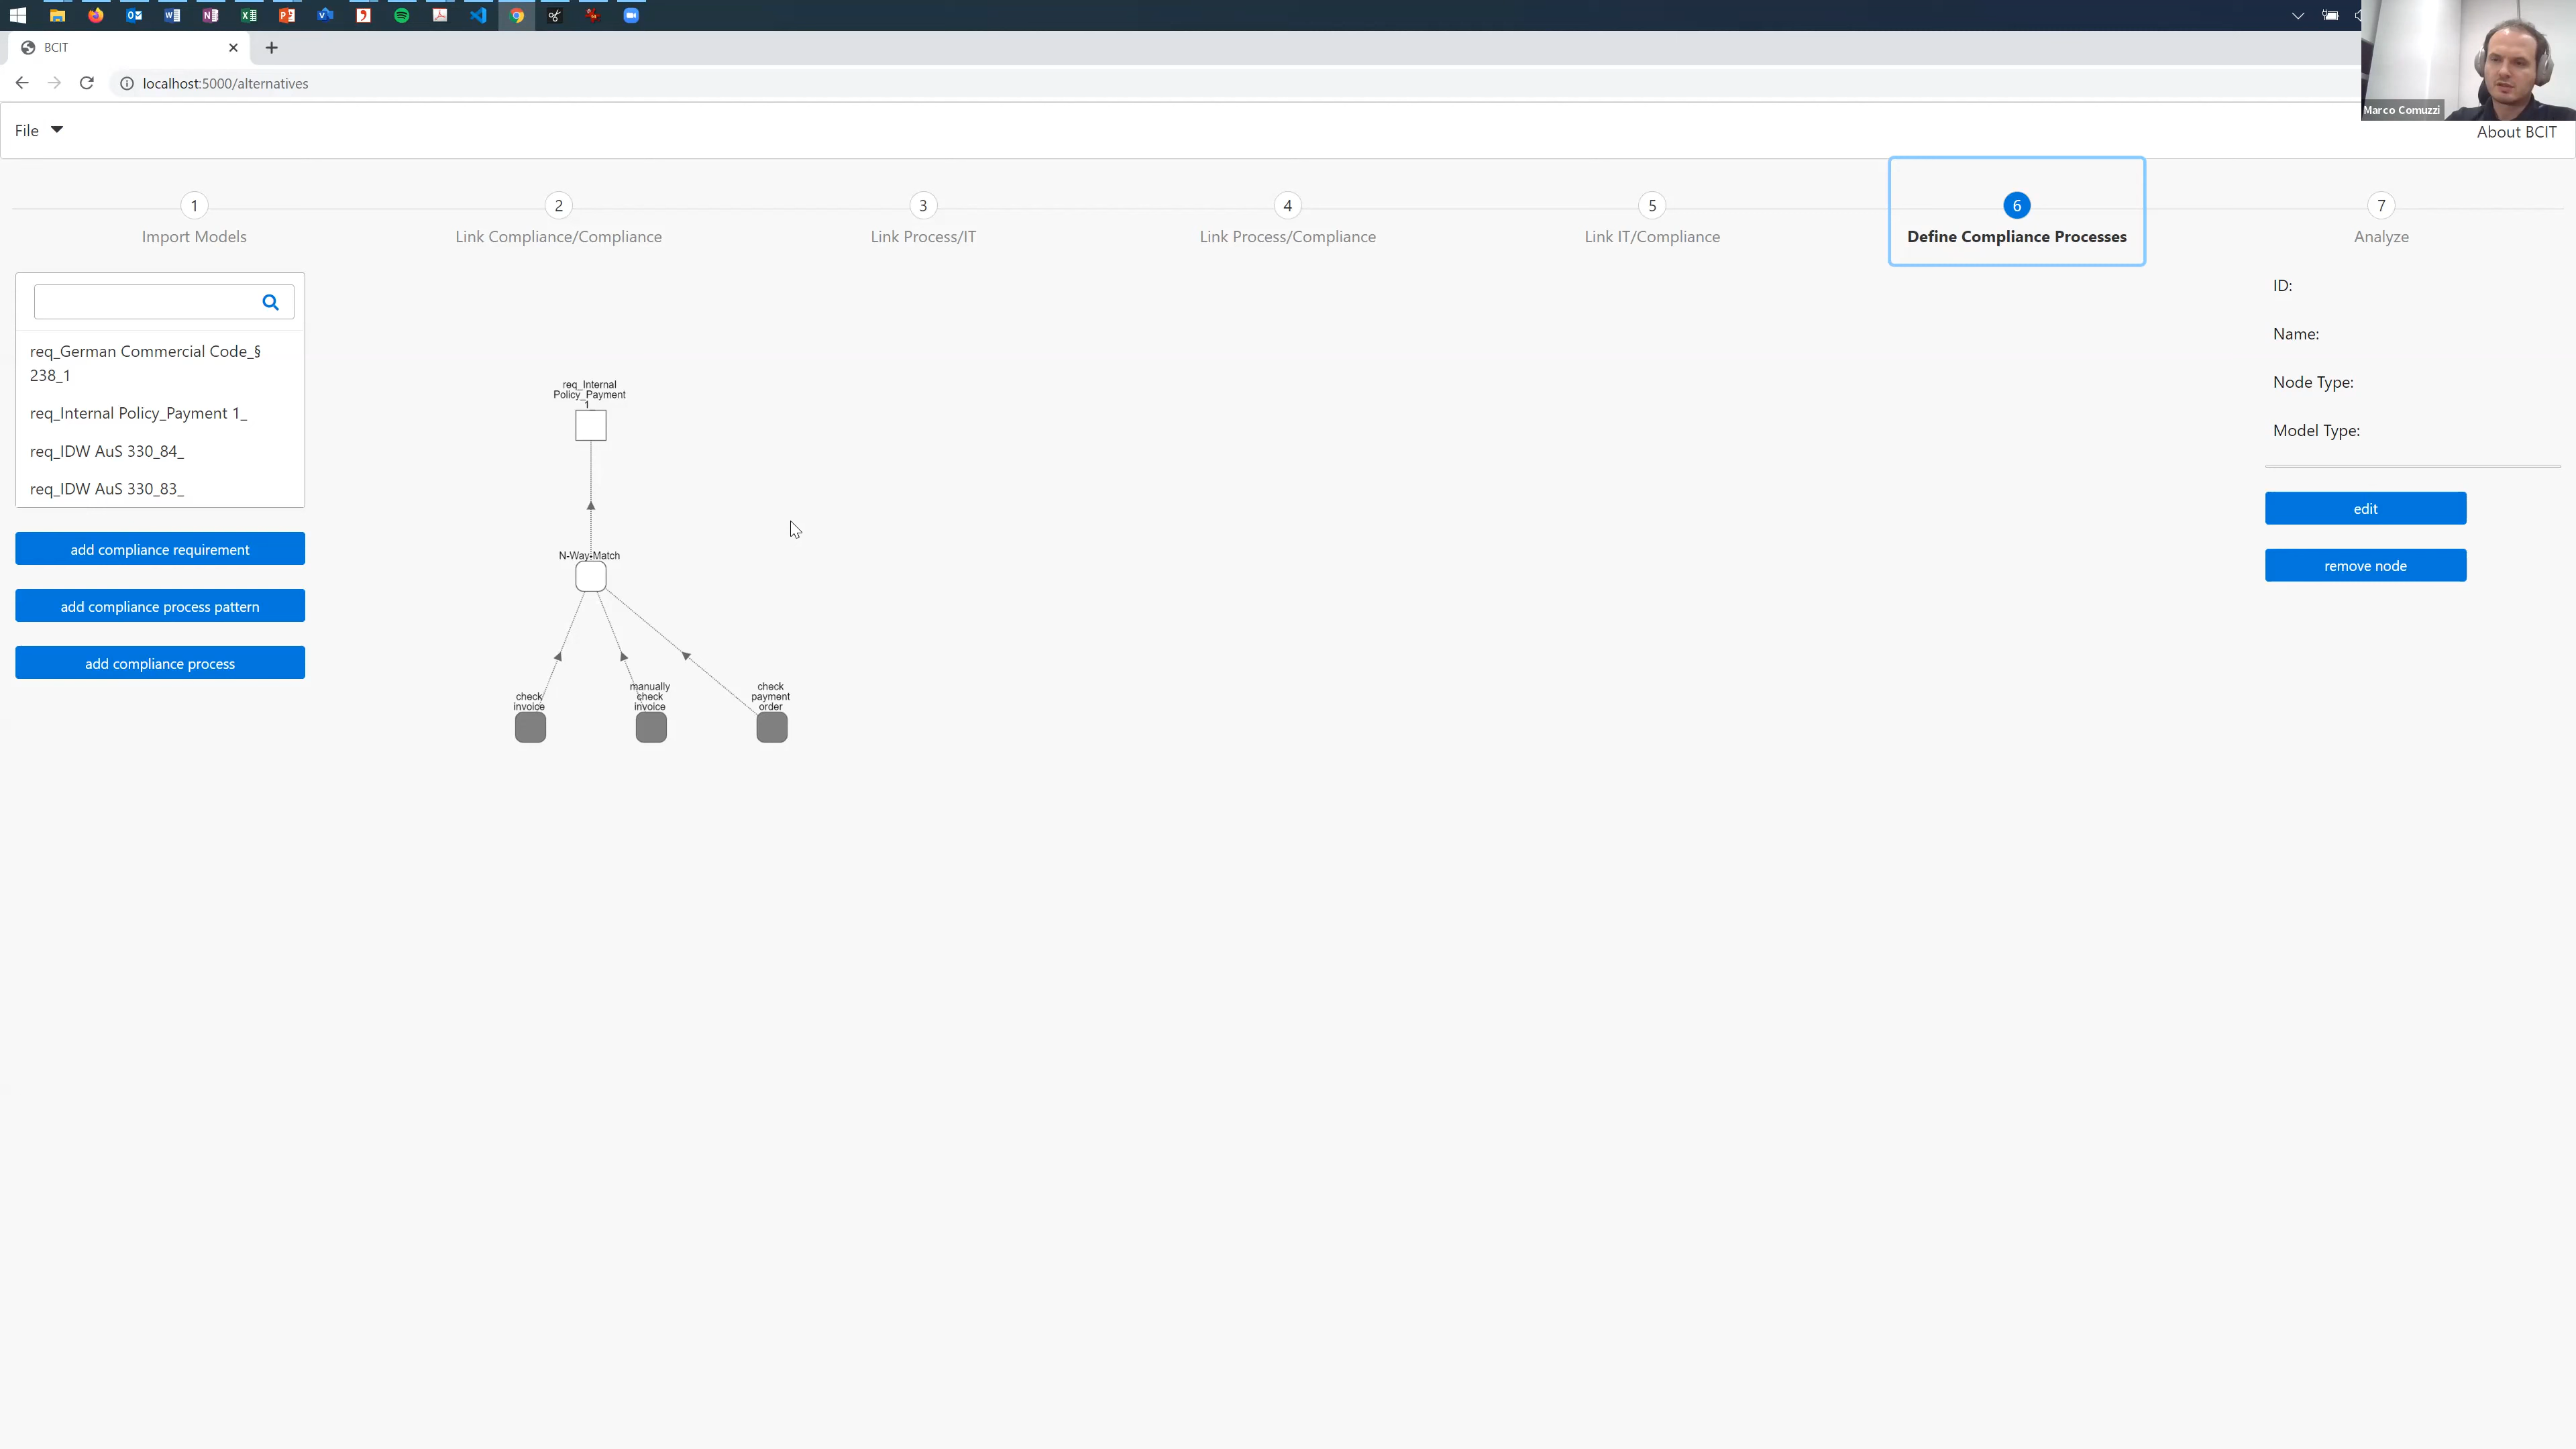 BCIT
localhost:5000/alternatives
Marco Comuzzi
File
About BCIT
1
2
3
4
5
6
7
Import Models
Link Compliance/Compliance
Link Process/IT
Link Process/Compliance
Link IT/Compliance
Define Compliance Processes
Analyze
req_German Commercial Code_§
238_1
req_Internal Policy_Payment 1_
req_IDW AuS 330_84_
req_IDW AuS 330_83_
add compliance requirement
add compliance process pattern
add compliance process
req_Internal
Policy_Payment
1_
N-Way-Match
check
invoice
manually
check
invoice
check
payment
order
ID:
Name:
Node Type:
Model Type:
edit
remove node